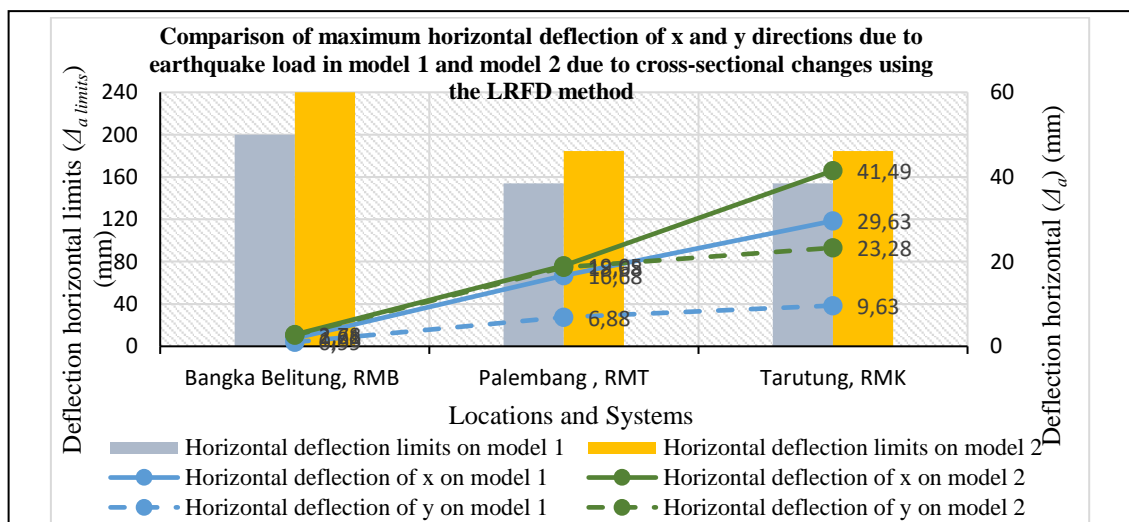 Comparison of maximum horizontal deflection of x and y directions due to
earthquake load in model 1 and model 2 due to cross-sectional changes using
the LRFD method
Deflection horizontal limits (Δa limits)
(mm)
240
200
160
120
80
40
0
41,49
29,63
23,28
9,63
6,88
60
40
20
0
Deflection horizontal (Δa) (mm)
Bangka Belitung, RMB
Palembang , RMT
Tarutung, RMK
Locations and Systems
Horizontal deflection limits on model 1
Horizontal deflection limits on model 2
Horizontal deflection of x on model 1
Horizontal deflection of x on model 2
Horizontal deflection of y on model 1
Horizontal deflection of y on model 2